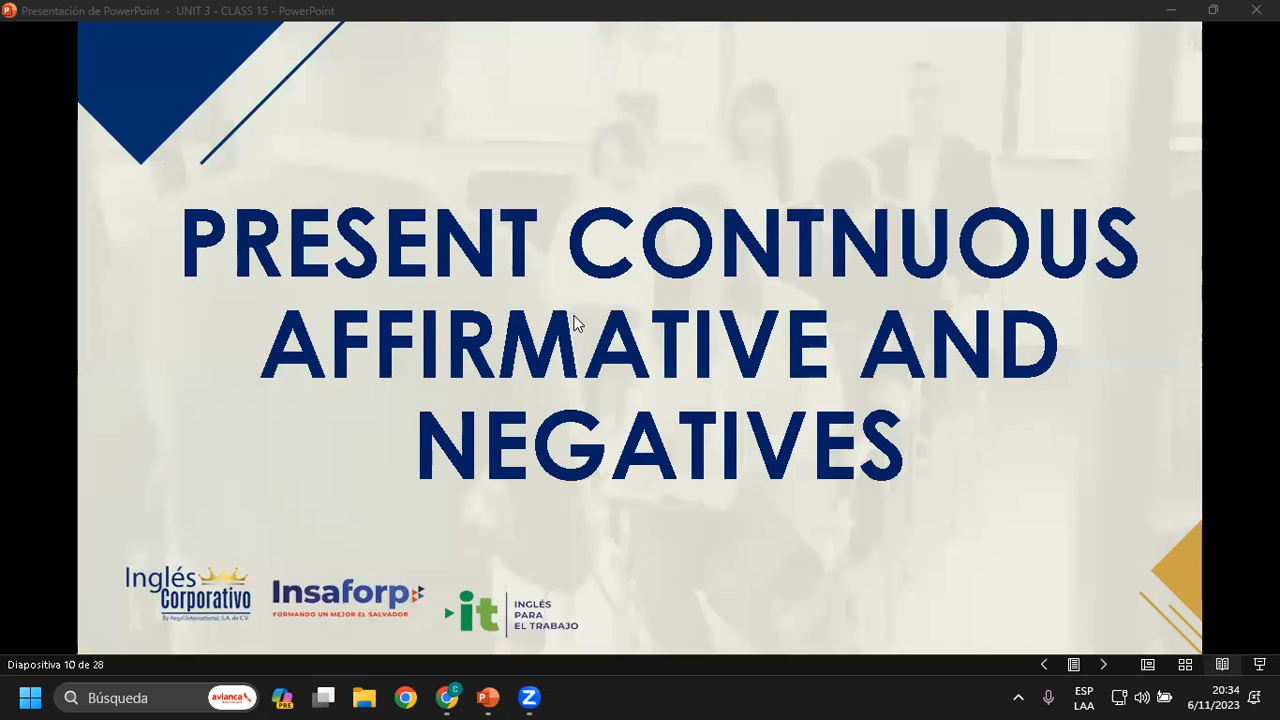 Presentación de PowerPoint - UNIT 3 - CLASS 15 - PowerPoint
PRESENT CONTNUOUS
AFFIRMATIVE AND
NEGATIVES
Inglés
Corporativo
By Regal International, S.A. de C.V.
Insaforp
FORMANDO UN MEJOR EL SALVADOR
it
INGLÉS
PARA
EL TRABAJO
Diapositiva 10 de 28
Búsqueda
avianca
PRE
C
Z
ESP
LAA
20:34
6/11/2023